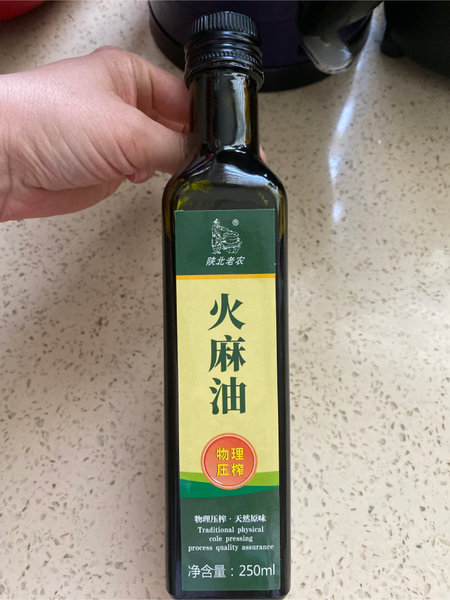 ®
陕北老农
火麻油
物理
压榨
物理压榨·天然原味
Traditional physical
cole pressing
process quality assurance
净含量：250ml